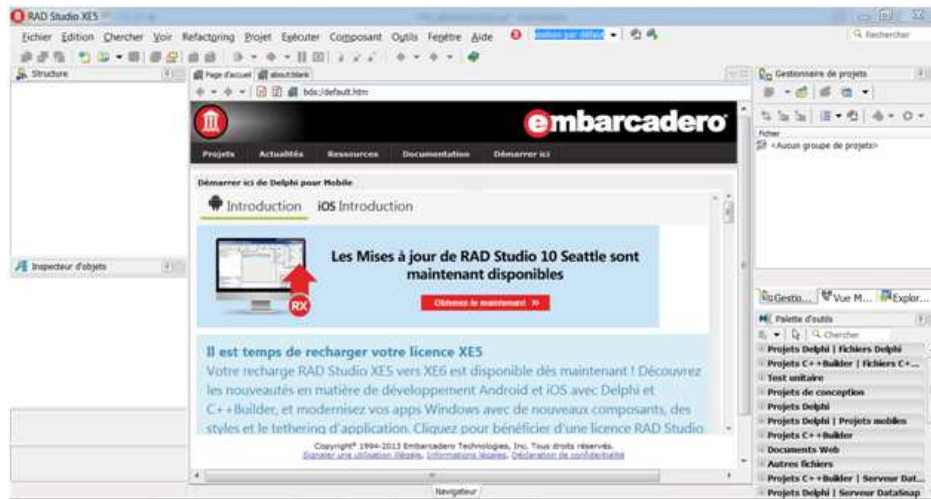 RAD Studio XE5
Fichier Edition Chercher Voir Refactoring Projet Exécuter Composant Outils Fenêtre Aide
Rechercher
Structure
Page d'accueil about:blank
Gestionnaire de projets
bds:/default.htm
embarcadero
Fichier
<Aucun groupe de projets>
Projets Actualités Ressources Documentation Démarrer ici
Démarrer ici de Delphi pour Mobile
Introduction iOS Introduction
Les Mises à jour de RAD Studio 10 Seattle sont
maintenant disponibles
Obtenez le maintenant »
RX
Inspecteur d'objets
Gestio... Vue M... Explor...
Palette d'outils
Chercher
Il est temps de recharger votre licence XE5
Votre recharge RAD Studio XE5 vers XE6 est disponible dès maintenant ! Découvrez
les nouveautés en matière de développement Android et iOS avec Delphi et
C++Builder, et modernisez vos apps Windows avec de nouveaux composants, des
styles et le tethering d'application. Cliquez pour bénéficier d'une licence RAD Studio
Copyright© 1994-2013 Embarcadero Technologies, Inc. Tous droits réservés.
Signaler une utilisation illégale, Informations légales, Déclaration de confidentialité
Navigateur
Projets Delphi | Fichiers Delphi
Projets C++Builder | Fichiers C+...
Test unitaire
Projets de conception
Projets Delphi
Projets Delphi | Projets mobiles
Projets C++Builder
Documents Web
Autres fichiers
Projets C++Builder | Serveur Dat...
Projets Delphi | Serveur DataSnap